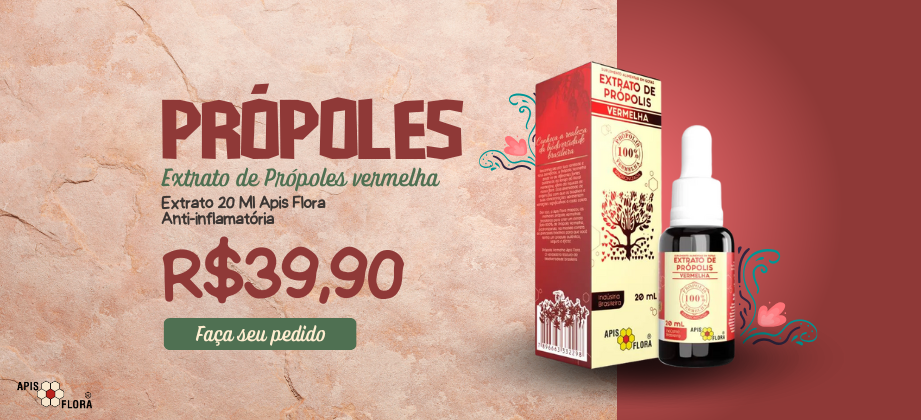 PRÓPOLES
Extrato de Própoles vermelha
Extrato 20 Ml Apis Flora
Anti-inflamatória
R$39,90
Faça seu pedido
APIS
FLORA
EXTRATO DE
PRÓPOLIS
VERMELHA
100%
Indústria
Brasileira
20 mL
APIS
FLORA
Conheça a realeza
da biodiversidade
brasileira
EXTRATO DE
PRÓPOLIS
VERMELHA
100%
20 mL
APIS
FLORA